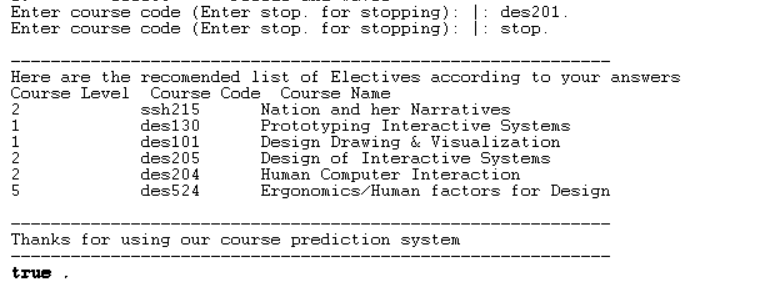 Enter course code (Enter stop. for stopping): |: des201.
Enter course code (Enter stop. for stopping): |: stop.
------------------------------------------------------------
Here are the recomended list of Electives according to your answers
Course Level  Course Code  Course Name
2            ssh215      Nation and her Narratives
1            des130      Prototyping Interactive Systems
1            des101      Design Drawing & Visualization
2            des205      Design of Interactive Systems
2            des204      Human Computer Interaction
5            des524      Ergonomics/Human factors for Design
------------------------------------------------------------
Thanks for using our course prediction system
------------------------------------------------------------
true .